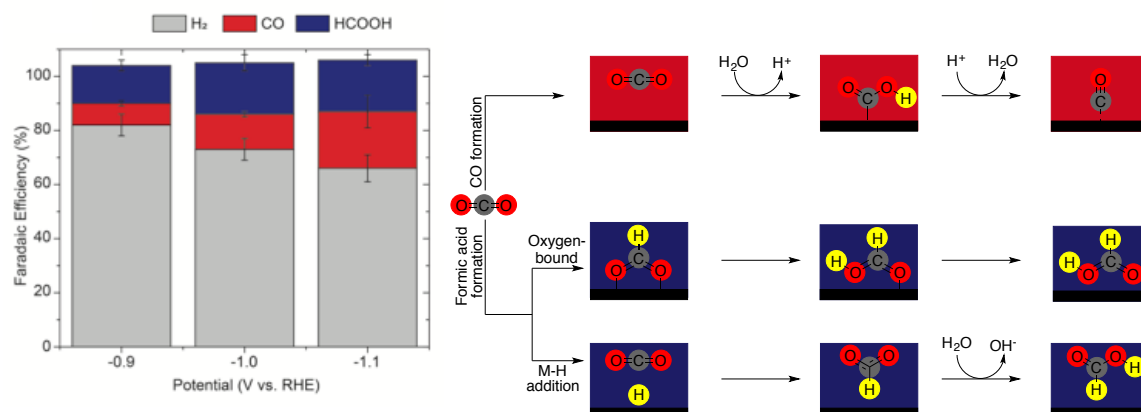 H₂ CO HCOOH
100
80
60
40
20
0
Faradaic Efficiency (%)
-0.9 -1.0 -1.1
Potential (V vs. RHE)
O C O
CO formation
Formic acid
formation
O C O
H₂O H⁺
O C O H
H⁺ H₂O
O
C
Oxygen-
bound
H
C
O O
H
H C
O O
H
H C
O O
M-H
addition
O C O
H
O O
C
H
H₂O OH⁻
O O H
C
H